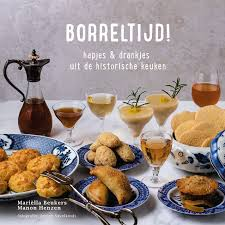 BORRELTIJD!
hapjes & drankjes
uit de historische keuken
Mariëlla Beukers
Manon Henzen